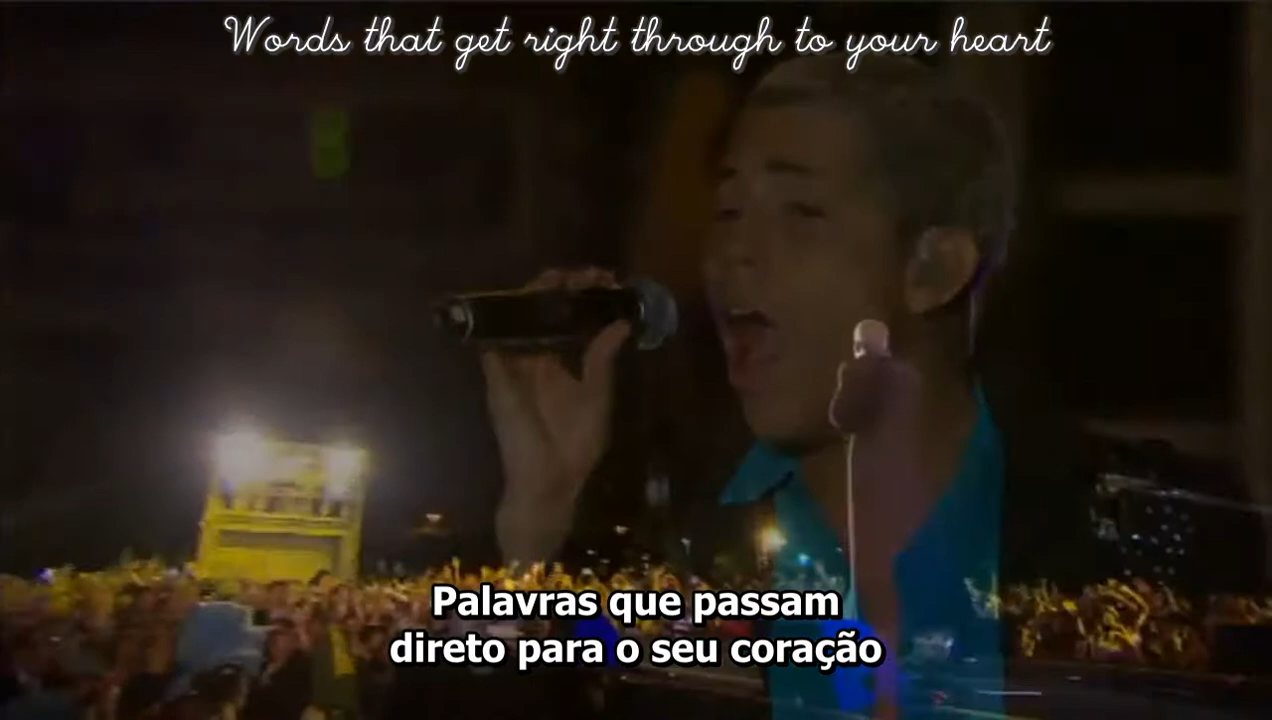 Words that get right through to your heart
Palavras que passam
direto para o seu coração